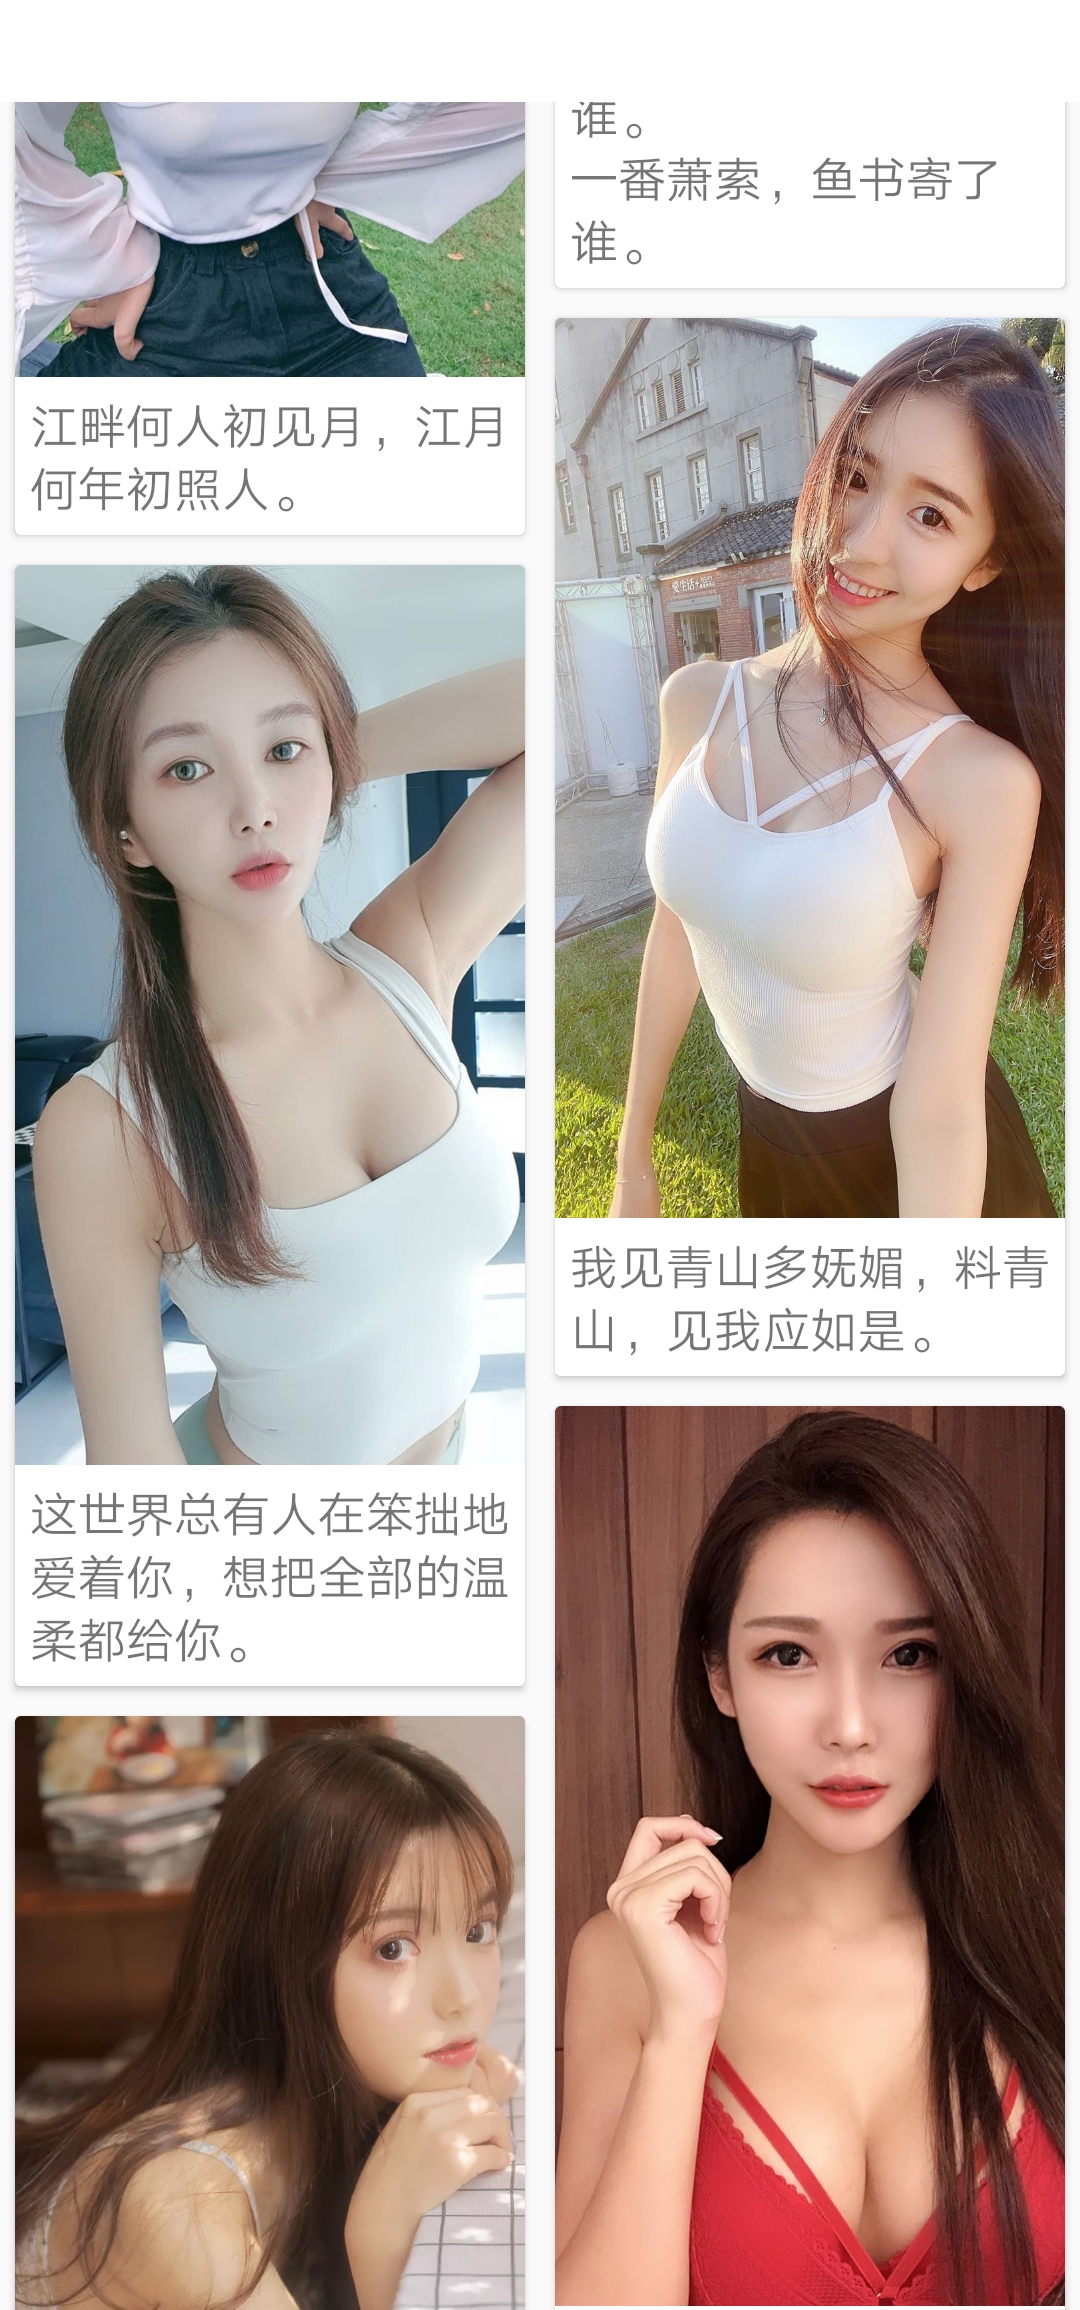 江畔何人初见月，江月
何年初照人。
这世界总有人在笨拙地
爱着你，想把全部的温
柔都给你。
谁。
一番萧索，鱼书寄了
谁。
爱生活+
我见青山多妩媚，料青
山，见我应如是。